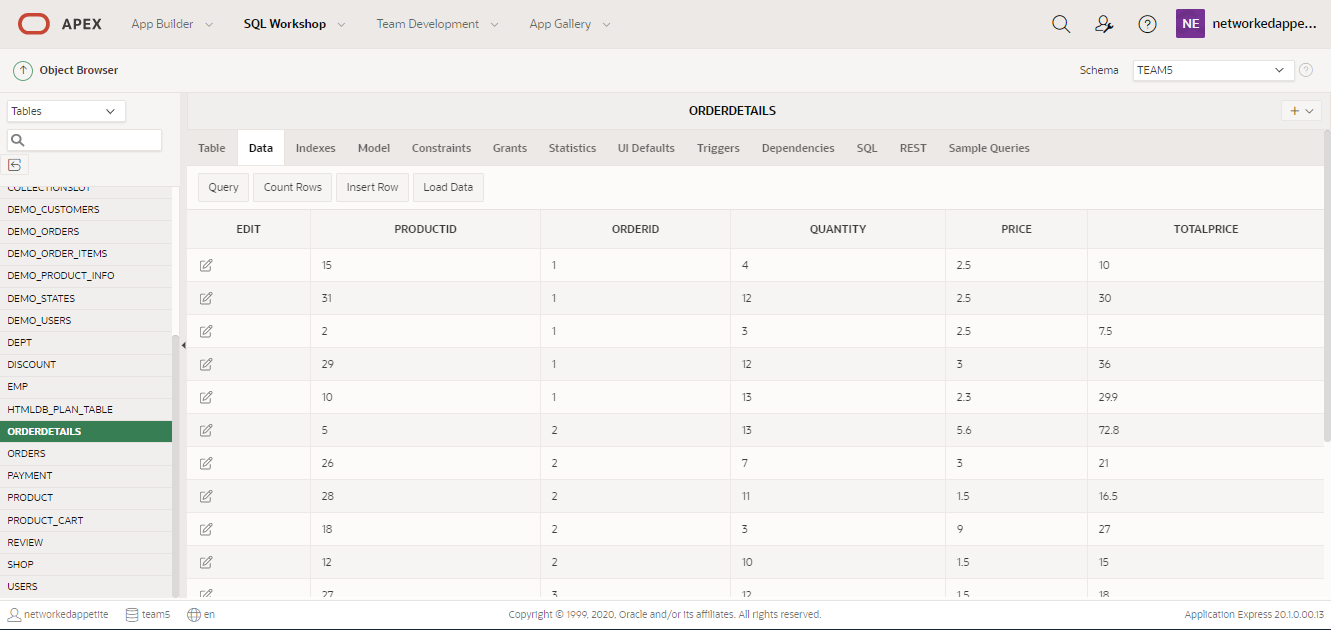 APEX App Builder SQL Workshop Team Development App Gallery NE networkedappe...
Object Browser Schema TEAM5
Tables
ORDERDETAILS
Table Data Indexes Model Constraints Grants Statistics UI Defaults Triggers Dependencies SQL REST Sample Queries
Query Count Rows Insert Row Load Data
COLLECTIONSLOT
DEMO_CUSTOMERS
DEMO_ORDERS
DEMO_ORDER_ITEMS
DEMO_PRODUCT_INFO
DEMO_STATES
DEMO_USERS
DEPT
DISCOUNT
EMP
HTMLDB_PLAN_TABLE
ORDERDETAILS
ORDERS
PAYMENT
PRODUCT
PRODUCT_CART
REVIEW
SHOP
USERS
EDIT PRODUCTID ORDERID QUANTITY PRICE TOTALPRICE
15 1 4 2.5 10
31 1 12 2.5 30
2 1 3 2.5 7.5
29 1 12 3 36
10 1 13 2.3 29.9
5 2 13 5.6 72.8
26 2 7 3 21
28 2 11 1.5 16.5
18 2 3 9 27
12 2 10 1.5 15
27 3 12 1.5 18
networkedappetite team5 en Copyright © 1999, 2020, Oracle and/or its affiliates. All rights reserved. Application Express 20.1.0.00.13